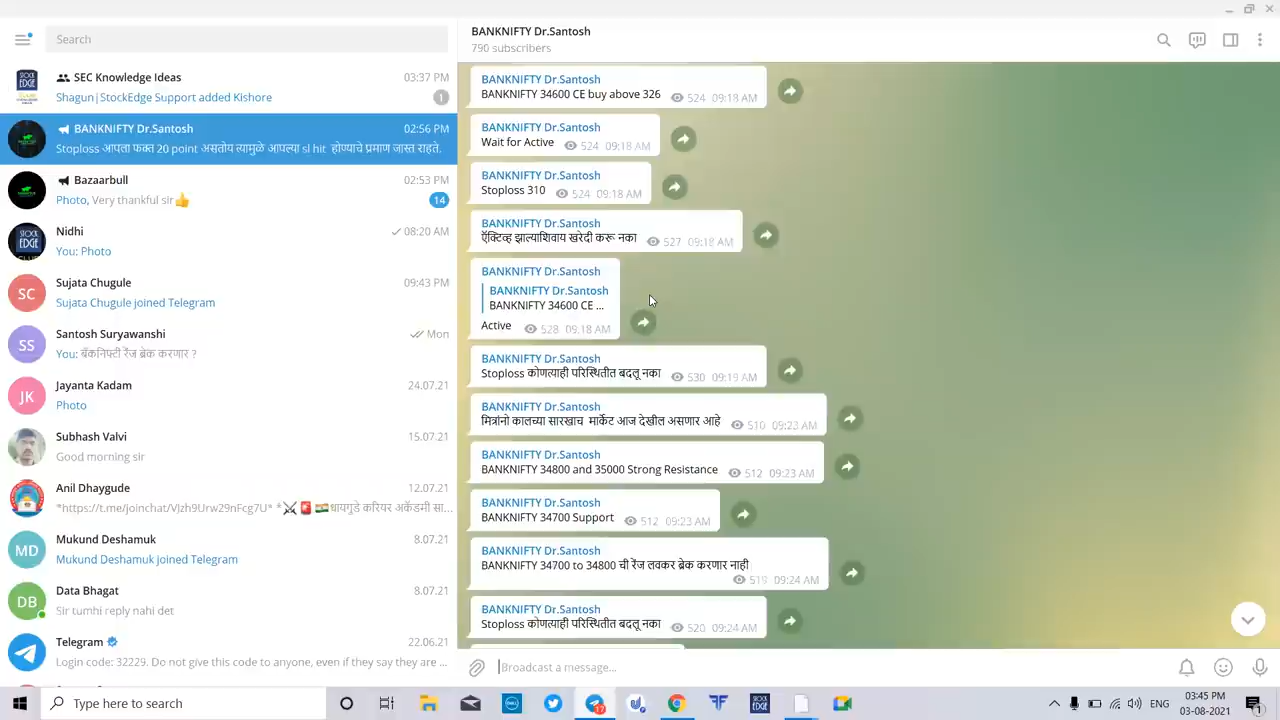 Search
SEC Knowledge Ideas 03:37 PM
Shagun|StockEdge Support added Kishore 1
BANKNIFTY Dr.Santosh 02:56 PM
Stoploss आपला फक्त 20 point असतोय त्यामुळे आपल्या sl hit होण्याचे प्रमाण जास्त राहते.
Bazaarbull 02:53 PM
Photo, Very thankful sir👍 14
Nidhi 08:20 AM
You: Photo
SC Sujata Chugule 09:43 PM
Sujata Chugule joined Telegram
SS Santosh Suryawanshi Mon
You: बँकनिफ्टी रेंज ब्रेक करणार ?
JK Jayanta Kadam 24.07.21
Photo
Subhash Valvi 15.07.21
Good morning sir
Anil Dhaygude 12.07.21
MD Mukund Deshamuk 8.07.21
Mukund Deshamuk joined Telegram
DB Data Bhagat 8.07.21
Sir tumhi reply nahi det
Telegram 22.06.21
Login code: 32229. Do not give this code to anyone, even if they say they are ...
BANKNIFTY Dr.Santosh
790 subscribers
BANKNIFTY Dr.Santosh
BANKNIFTY 34600 CE buy above 326 524 09:18 AM
BANKNIFTY Dr.Santosh
Wait for Active 524 09:18 AM
BANKNIFTY Dr.Santosh
Stoploss 310 524 09:18 AM
BANKNIFTY Dr.Santosh
ऍक्टिव्ह झाल्याशिवाय खरेदी करू नका 527 09:18 AM
BANKNIFTY Dr.Santosh
BANKNIFTY Dr.Santosh
BANKNIFTY 34600 CE ...
Active 528 09:18 AM
BANKNIFTY Dr.Santosh
Stoploss कोणत्याही परिस्थितीत बदलू नका 530 09:19 AM
BANKNIFTY Dr.Santosh
मित्रांनो कालच्या सारखाच मार्केट आज देखील असणार आहे 510 09:23 AM
BANKNIFTY Dr.Santosh
BANKNIFTY 34800 and 35000 Strong Resistance 512 09:23 AM
BANKNIFTY Dr.Santosh
BANKNIFTY 34700 Support 512 09:23 AM
BANKNIFTY Dr.Santosh
BANKNIFTY 34700 to 34800 ची रेंज लवकर ब्रेक करणार नाही
519 09:24 AM
BANKNIFTY Dr.Santosh
Stoploss कोणत्याही परिस्थितीत बदलू नका 520 09:24 AM
Broadcast a message...
Type here to search
ENG
03:45 PM
03-08-2021